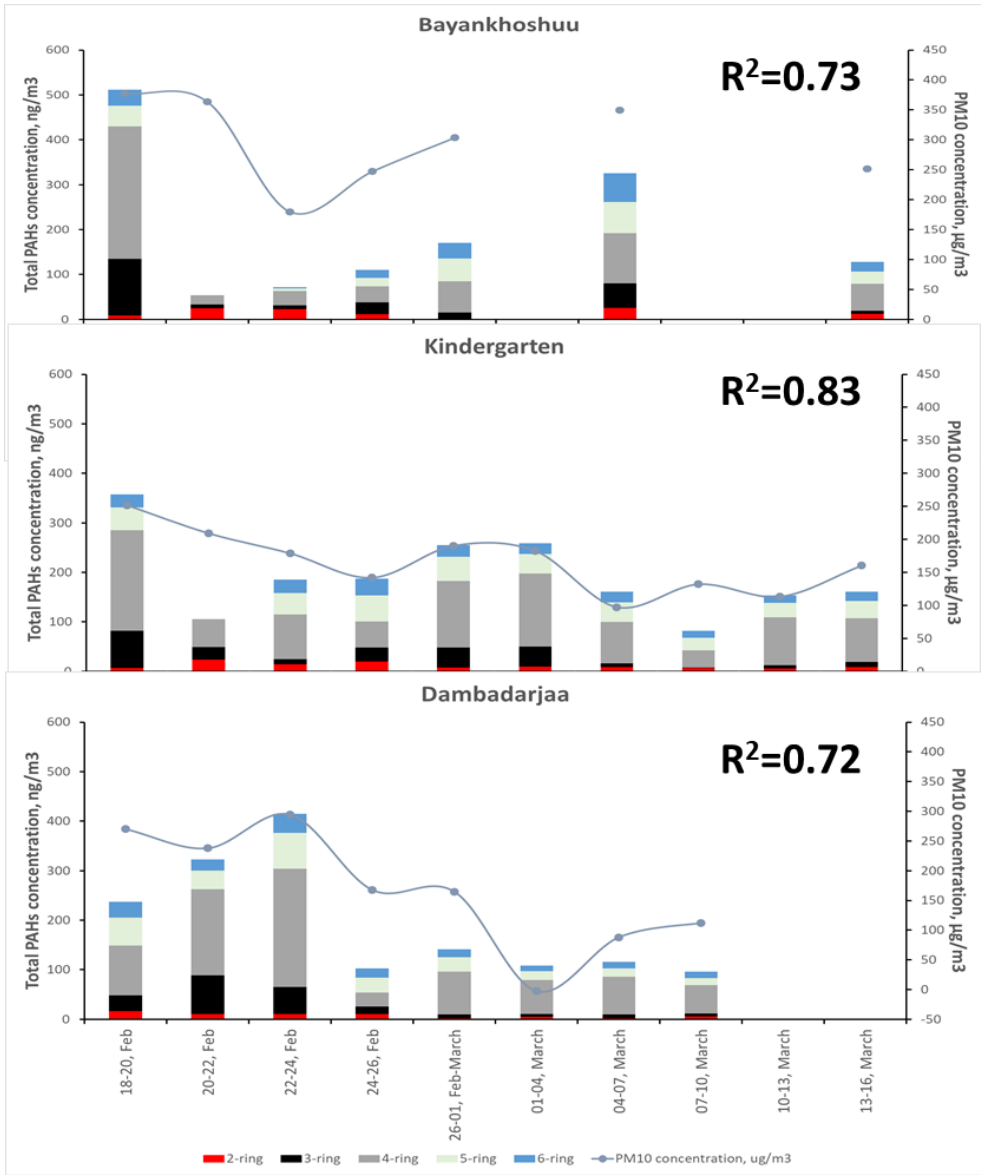 Bayankhoshuu
R²=0.73
Total PAHs concentration, ng/m3
600
500
400
300
200
100
0
PM10 concentration, µg/m3
450
400
350
300
250
200
150
100
50
0
Kindergarten
R²=0.83
Total PAHs concentration, ng/m3
600
500
400
300
200
100
0
PM10 concentration, µg/m3
450
400
350
300
250
200
150
100
50
0
Dambadarjaa
R²=0.72
Total PAHs concentration, ng/m3
600
500
400
300
200
100
0
PM10 concentration, µg/m3
450
400
350
300
250
200
150
100
50
0
-50
18-20, Feb
20-22, Feb
22-24, Feb
24-26, Feb
26-01, Feb-March
01-04, March
04-07, March
07-10, March
10-13, March
13-16, March
2-ring 3-ring 4-ring 5-ring 6-ring PM10 concentration, ug/m3